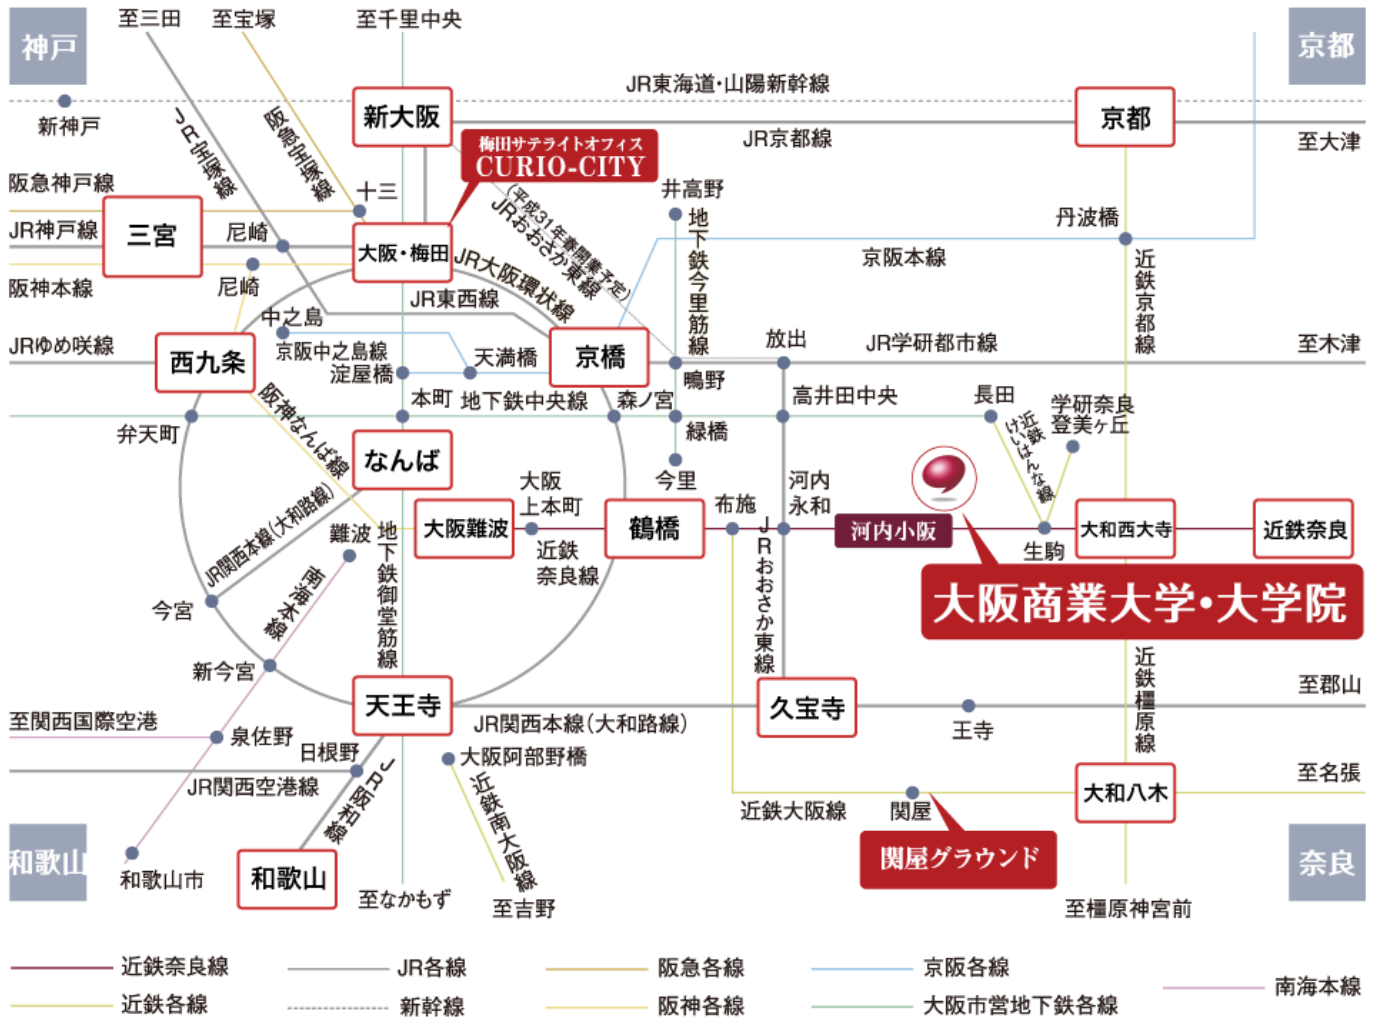 至三田
至宝塚
至千里中央
神戸
京都
JR東海道・山陽新幹線
新神戸
JR宝塚線
阪急宝塚線
新大阪
京都
JR京都線
至大津
梅田サテライトオフィス
CURIO-CITY
阪急神戸線
十三
井高野
(平成31年春開業予定)
JRおおさか東線
地下鉄今里筋線
丹波橋
三宮
JR神戸線
尼崎
大阪・梅田
JR大阪環状線
京阪本線
近鉄京都線
阪神本線
尼崎
JR東西線
中之島
JRゆめ咲線
西九条
京阪中之島線
淀屋橋
天満橋
京橋
鴫野
放出
JR学研都市線
至木津
阪神なんば線
本町
地下鉄中央線
森ノ宮
高井田中央
長田
学研奈良
登美ヶ丘
弁天町
緑橋
近鉄
けいはんな線
なんば
今里
大阪
上本町
布施
河内
永和
JR関西本線(大和路線)
難波
地下鉄御堂筋線
大阪難波
鶴橋
河内小阪
生駒
大和西大寺
近鉄奈良
近鉄
奈良線
JRおおさか東線
今宮
南海本線
大阪商業大学・大学院
新今宮
近鉄橿原線
至郡山
天王寺
JR関西本線(大和路線)
久宝寺
王寺
至関西国際空港
泉佐野
日根野
大阪阿部野橋
JR関西空港線
JR阪和線
近鉄南大阪線
近鉄大阪線
関屋
大和八木
至名張
和歌山
和歌山市
和歌山
至なかもず
至吉野
関屋グラウンド
奈良
至橿原神宮前
近鉄奈良線
JR各線
阪急各線
京阪各線
南海本線
近鉄各線
新幹線
阪神各線
大阪市営地下鉄各線